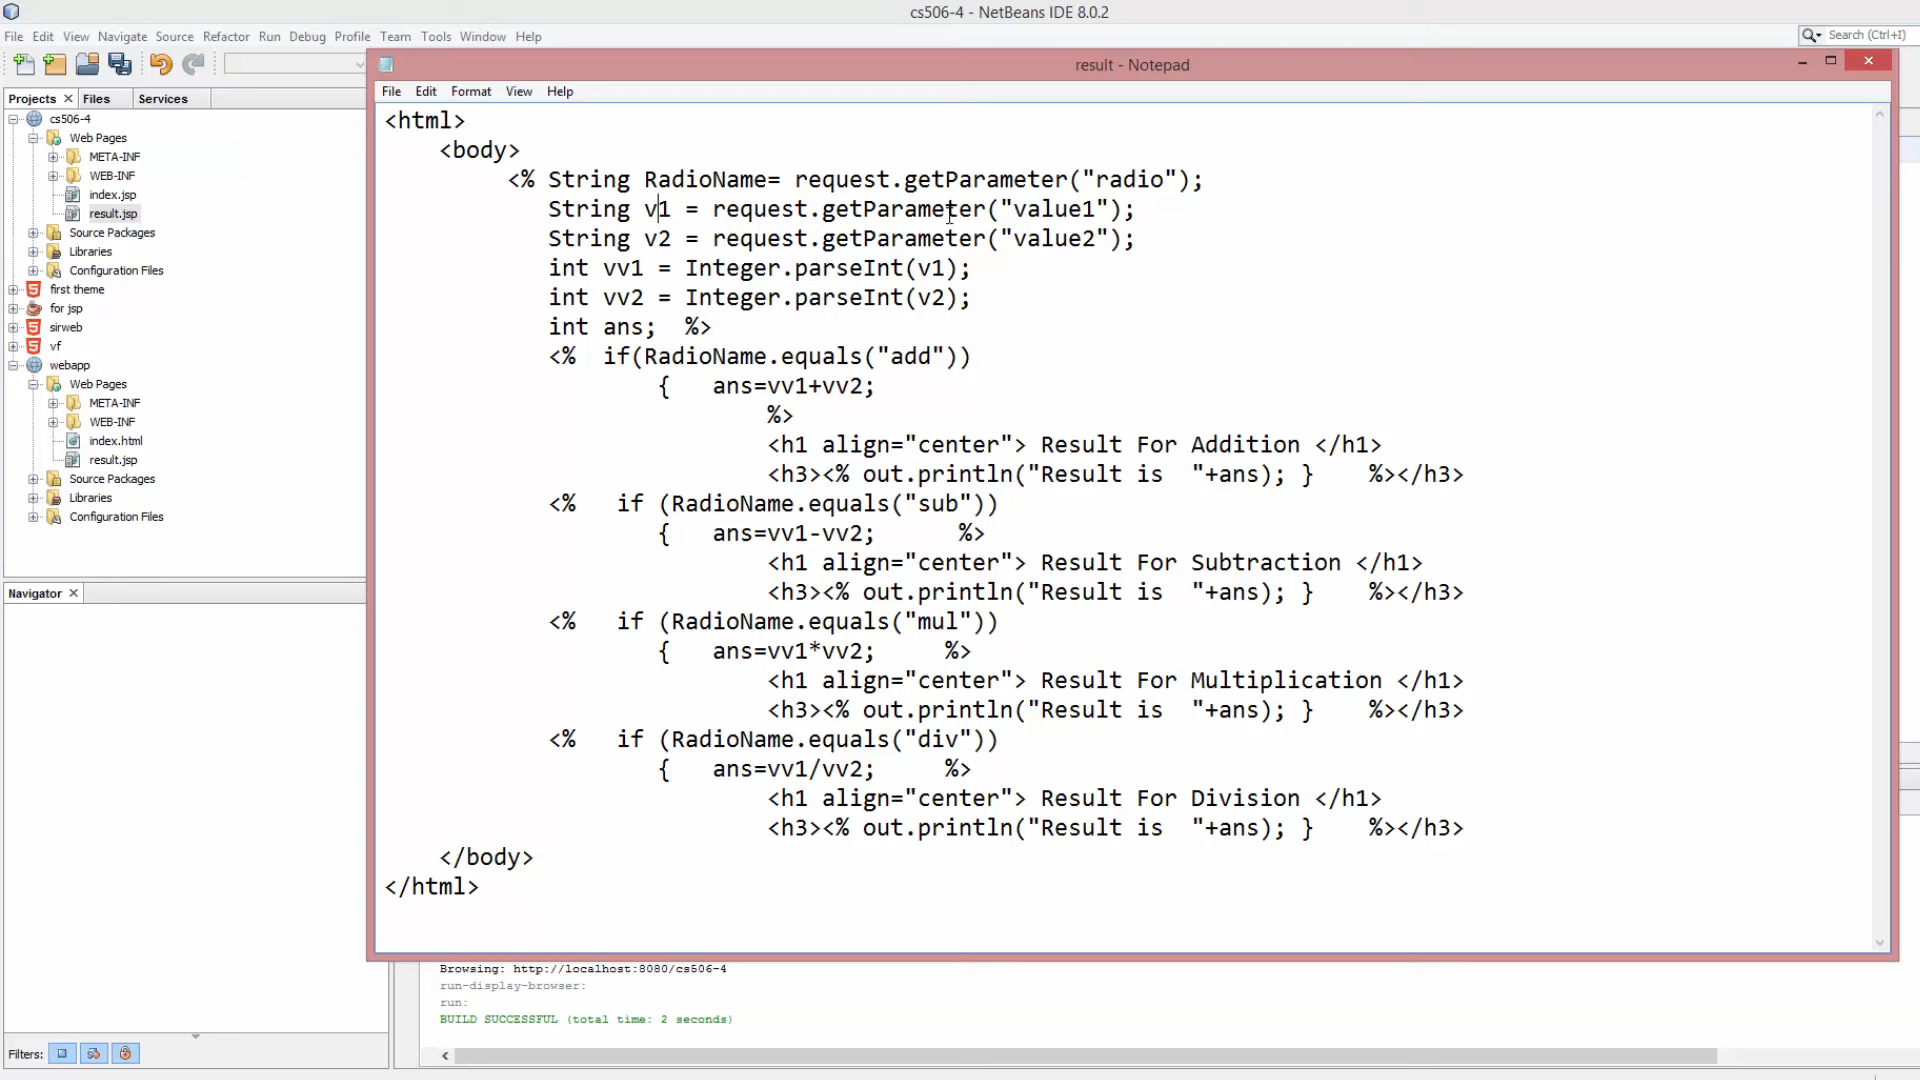 cs506-4 - NetBeans IDE 8.0.2
File Edit View Navigate Source Refactor Run Debug Profile Team Tools Window Help
Search (Ctrl+I)
result - Notepad
File Edit Format View Help
Projects Files Services
cs506-4
Web Pages
META-INF
WEB-INF
index.jsp
result.jsp
Source Packages
Libraries
Configuration Files
first theme
for jsp
sirweb
vf
webapp
Web Pages
META-INF
WEB-INF
index.html
result.jsp
Source Packages
Libraries
Configuration Files
Navigator
Filters:
<html>
<body>
<% String RadioName= request.getParameter("radio");
String v1 = request.getParameter("value1");
String v2 = request.getParameter("value2");
int vv1 = Integer.parseInt(v1);
int vv2 = Integer.parseInt(v2);
int ans; %>
<% if(RadioName.equals("add"))
{ ans=vv1+vv2;
%>
<h1 align="center"> Result For Addition </h1>
<h3><% out.println("Result is "+ans); } %></h3>
<% if (RadioName.equals("sub"))
{ ans=vv1-vv2; %>
<h1 align="center"> Result For Subtraction </h1>
<h3><% out.println("Result is "+ans); } %></h3>
<% if (RadioName.equals("mul"))
{ ans=vv1*vv2; %>
<h1 align="center"> Result For Multiplication </h1>
<h3><% out.println("Result is "+ans); } %></h3>
<% if (RadioName.equals("div"))
{ ans=vv1/vv2; %>
<h1 align="center"> Result For Division </h1>
<h3><% out.println("Result is "+ans); } %></h3>
</body>
</html>
Browsing: http://localhost:8080/cs506-4
run-display-browser:
run:
BUILD SUCCESSFUL (total time: 2 seconds)